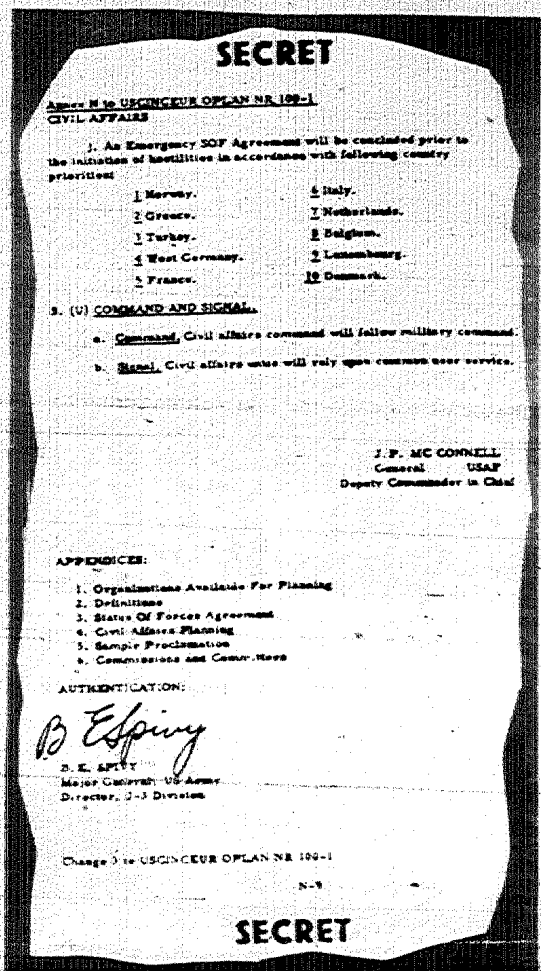 SECRET
Annex N to USCINCEUR OPLAN NR 100-1
CIVIL AFFAIRS
j. An Emergency SOF Agreement will be concluded prior to
the initiation of hostilities in accordance with following country
priorities:
1 Norway.
2 Greece.
3 Turkey.
4 West Germany.
5 France.
6 Italy.
7 Netherlands.
8 Belgium.
9 Luxembourg.
10 Denmark.
5. (U) COMMAND AND SIGNAL.
a. Command. Civil affairs command will follow military command.
b. Signal. Civil affairs units will rely upon common user service.
J. P. MC CONNELL
General USAF
Deputy Commander in Chief
APPENDICES:
1. Organizations Available For Planning
2. Definitions
3. Status Of Forces Agreement
4. Civil Affairs Planning
5. Sample Proclamation
6. Commissions and Committees
AUTHENTICATION:
B E Spivy
B. E. SPIVY
Major General, US Army
Director, J-3 Division
Change 3 to USCINCEUR OPLAN NR 100-1
N-9
SECRET